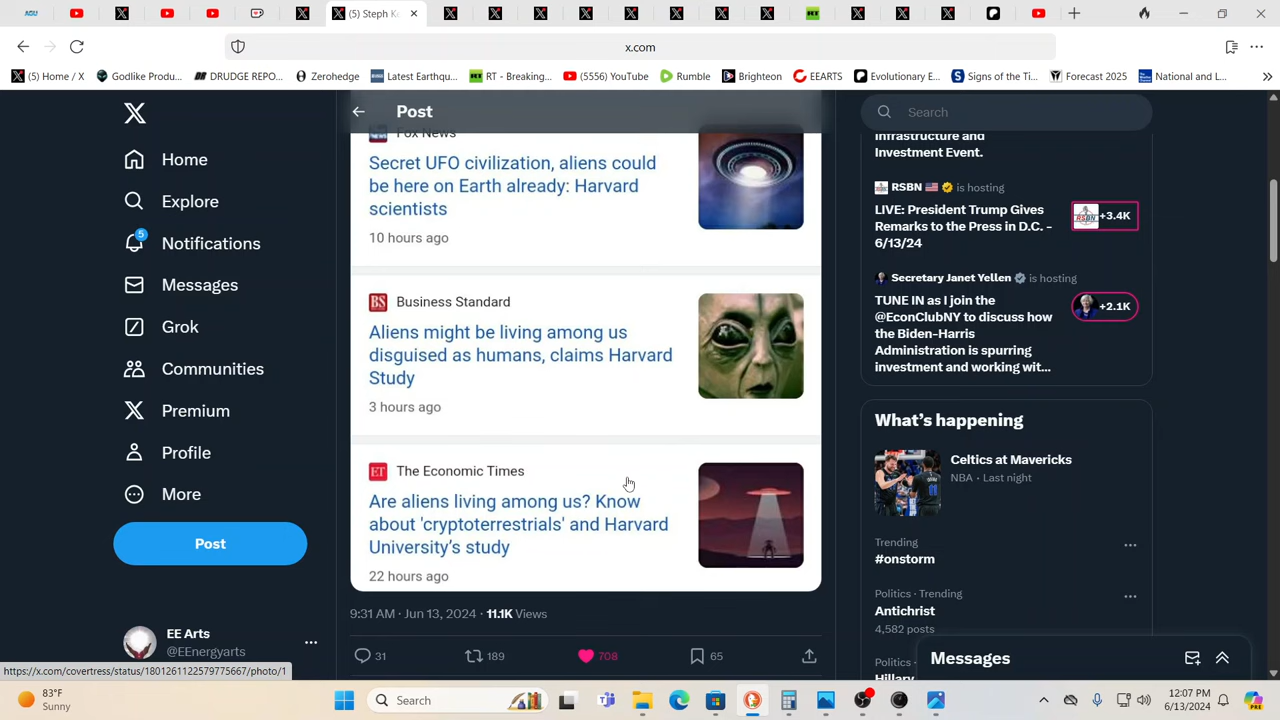 (5) Steph Ke
x.com
(5) Home / X
Godlike Produ...
DRUDGE REPO...
Zerohedge
Latest Earthqu...
RT - Breaking...
(5556) YouTube
Rumble
Brighteon
EEARTS
Evolutionary E...
Signs of the Ti...
Forecast 2025
National and L...
Home
Explore
5
Notifications
Messages
Grok
Communities
Premium
Profile
More
Post
EE Arts
@EEnergyarts
https://x.com/covertress/status/1801261122579775667/photo/1
Post
Fox News
Secret UFO civilization, aliens could
be here on Earth already: Harvard
scientists
10 hours ago
BS
Business Standard
Aliens might be living among us
disguised as humans, claims Harvard
Study
3 hours ago
ET
The Economic Times
Are aliens living among us? Know
about 'cryptoterrestrials' and Harvard
University's study
22 hours ago
9:31 AM · Jun 13, 2024 · 11.1K Views
31
189
708
65
Search
Infrastructure and
Investment Event.
RSBN is hosting
LIVE: President Trump Gives
Remarks to the Press in D.C. -
6/13/24
+3.4K
Secretary Janet Yellen is hosting
TUNE IN as I join the
@EconClubNY to discuss how
the Biden-Harris
Administration is spurring
investment and working wit...
+2.1K
What's happening
Celtics at Mavericks
NBA · Last night
Trending
#onstorm
Politics · Trending
Antichrist
4,582 posts
Politics ·
Hillary
Messages
83°F
Sunny
Search
12:07 PM
6/13/2024